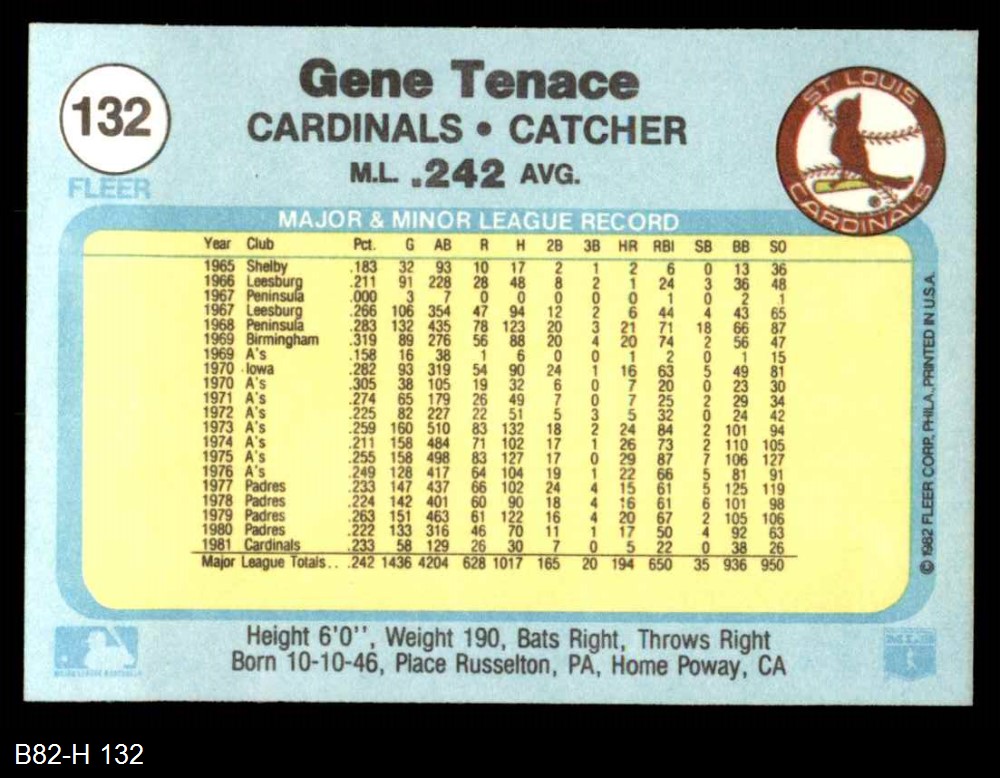 132
FLEER
Gene Tenace
CARDINALS • CATCHER
M.L. .242 AVG.
ST LOUIS
CARDINALS
MAJOR & MINOR LEAGUE RECORD
Year Club Pct. G AB R H 2B 3B HR RBI SB BB SO
1965 Shelby .183 32 93 10 17 2 1 2 6 0 13 36
1966 Leesburg .211 91 228 28 48 8 2 1 24 3 36 48
1967 Peninsula .000 3 7 0 0 0 0 0 1 0 2 1
1967 Leesburg .266 106 354 47 94 12 2 6 44 4 43 65
1968 Peninsula .283 132 435 78 123 20 3 21 71 18 66 87
1969 Birmingham .319 89 276 56 88 20 4 20 74 2 56 47
1969 A's .158 16 38 1 6 0 0 1 2 0 1 15
1970 Iowa .282 93 319 54 90 24 1 16 63 5 49 81
1970 A's .305 38 105 19 32 6 0 7 20 0 23 30
1971 A's .274 65 179 26 49 7 0 7 25 2 29 34
1972 A's .225 82 227 22 51 5 3 5 32 0 24 42
1973 A's .259 160 510 83 132 18 2 24 84 2 101 94
1974 A's .211 158 484 71 102 17 1 26 73 2 110 105
1975 A's .255 158 498 83 127 17 0 29 87 7 106 127
1976 A's .249 128 417 64 104 19 1 22 66 5 81 91
1977 Padres .233 147 437 66 102 24 4 15 61 5 125 119
1978 Padres .224 142 401 60 90 18 4 16 61 6 101 98
1979 Padres .263 151 463 61 122 16 4 20 67 2 105 106
1980 Padres .222 133 316 46 70 11 1 17 50 4 92 63
1981 Cardinals .233 58 129 26 30 7 0 5 22 0 38 26
Major League Totals.. .242 1436 4204 628 1017 165 20 194 650 35 936 950
© 1982 FLEER CORP., PHILA., PRINTED IN U.S.A.
Height 6'0'', Weight 190, Bats Right, Throws Right
Born 10-10-46, Place Russelton, PA, Home Poway, CA
B82-H 132